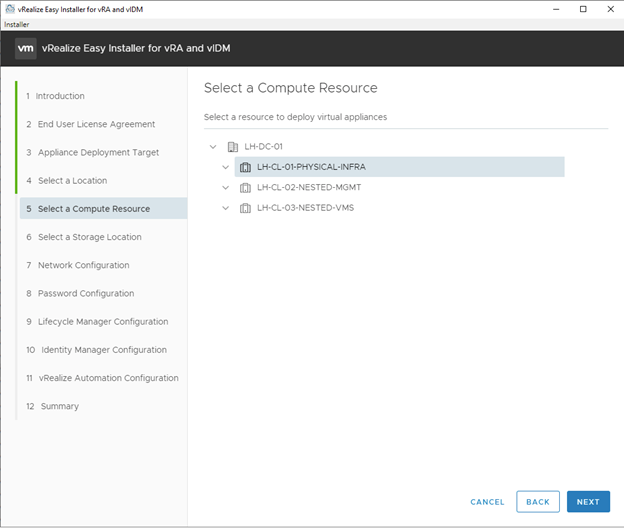 vRealize Easy Installer for vRA and vIDM
Installer
vm vRealize Easy Installer for vRA and vIDM
1 Introduction
2 End User License Agreement
3 Appliance Deployment Target
4 Select a Location
5 Select a Compute Resource
6 Select a Storage Location
7 Network Configuration
8 Password Configuration
9 Lifecycle Manager Configuration
10 Identity Manager Configuration
11 vRealize Automation Configuration
12 Summary
Select a Compute Resource
Select a resource to deploy virtual appliances
LH-DC-01
LH-CL-01-PHYSICAL-INFRA
LH-CL-02-NESTED-MGMT
LH-CL-03-NESTED-VMS
CANCEL BACK NEXT